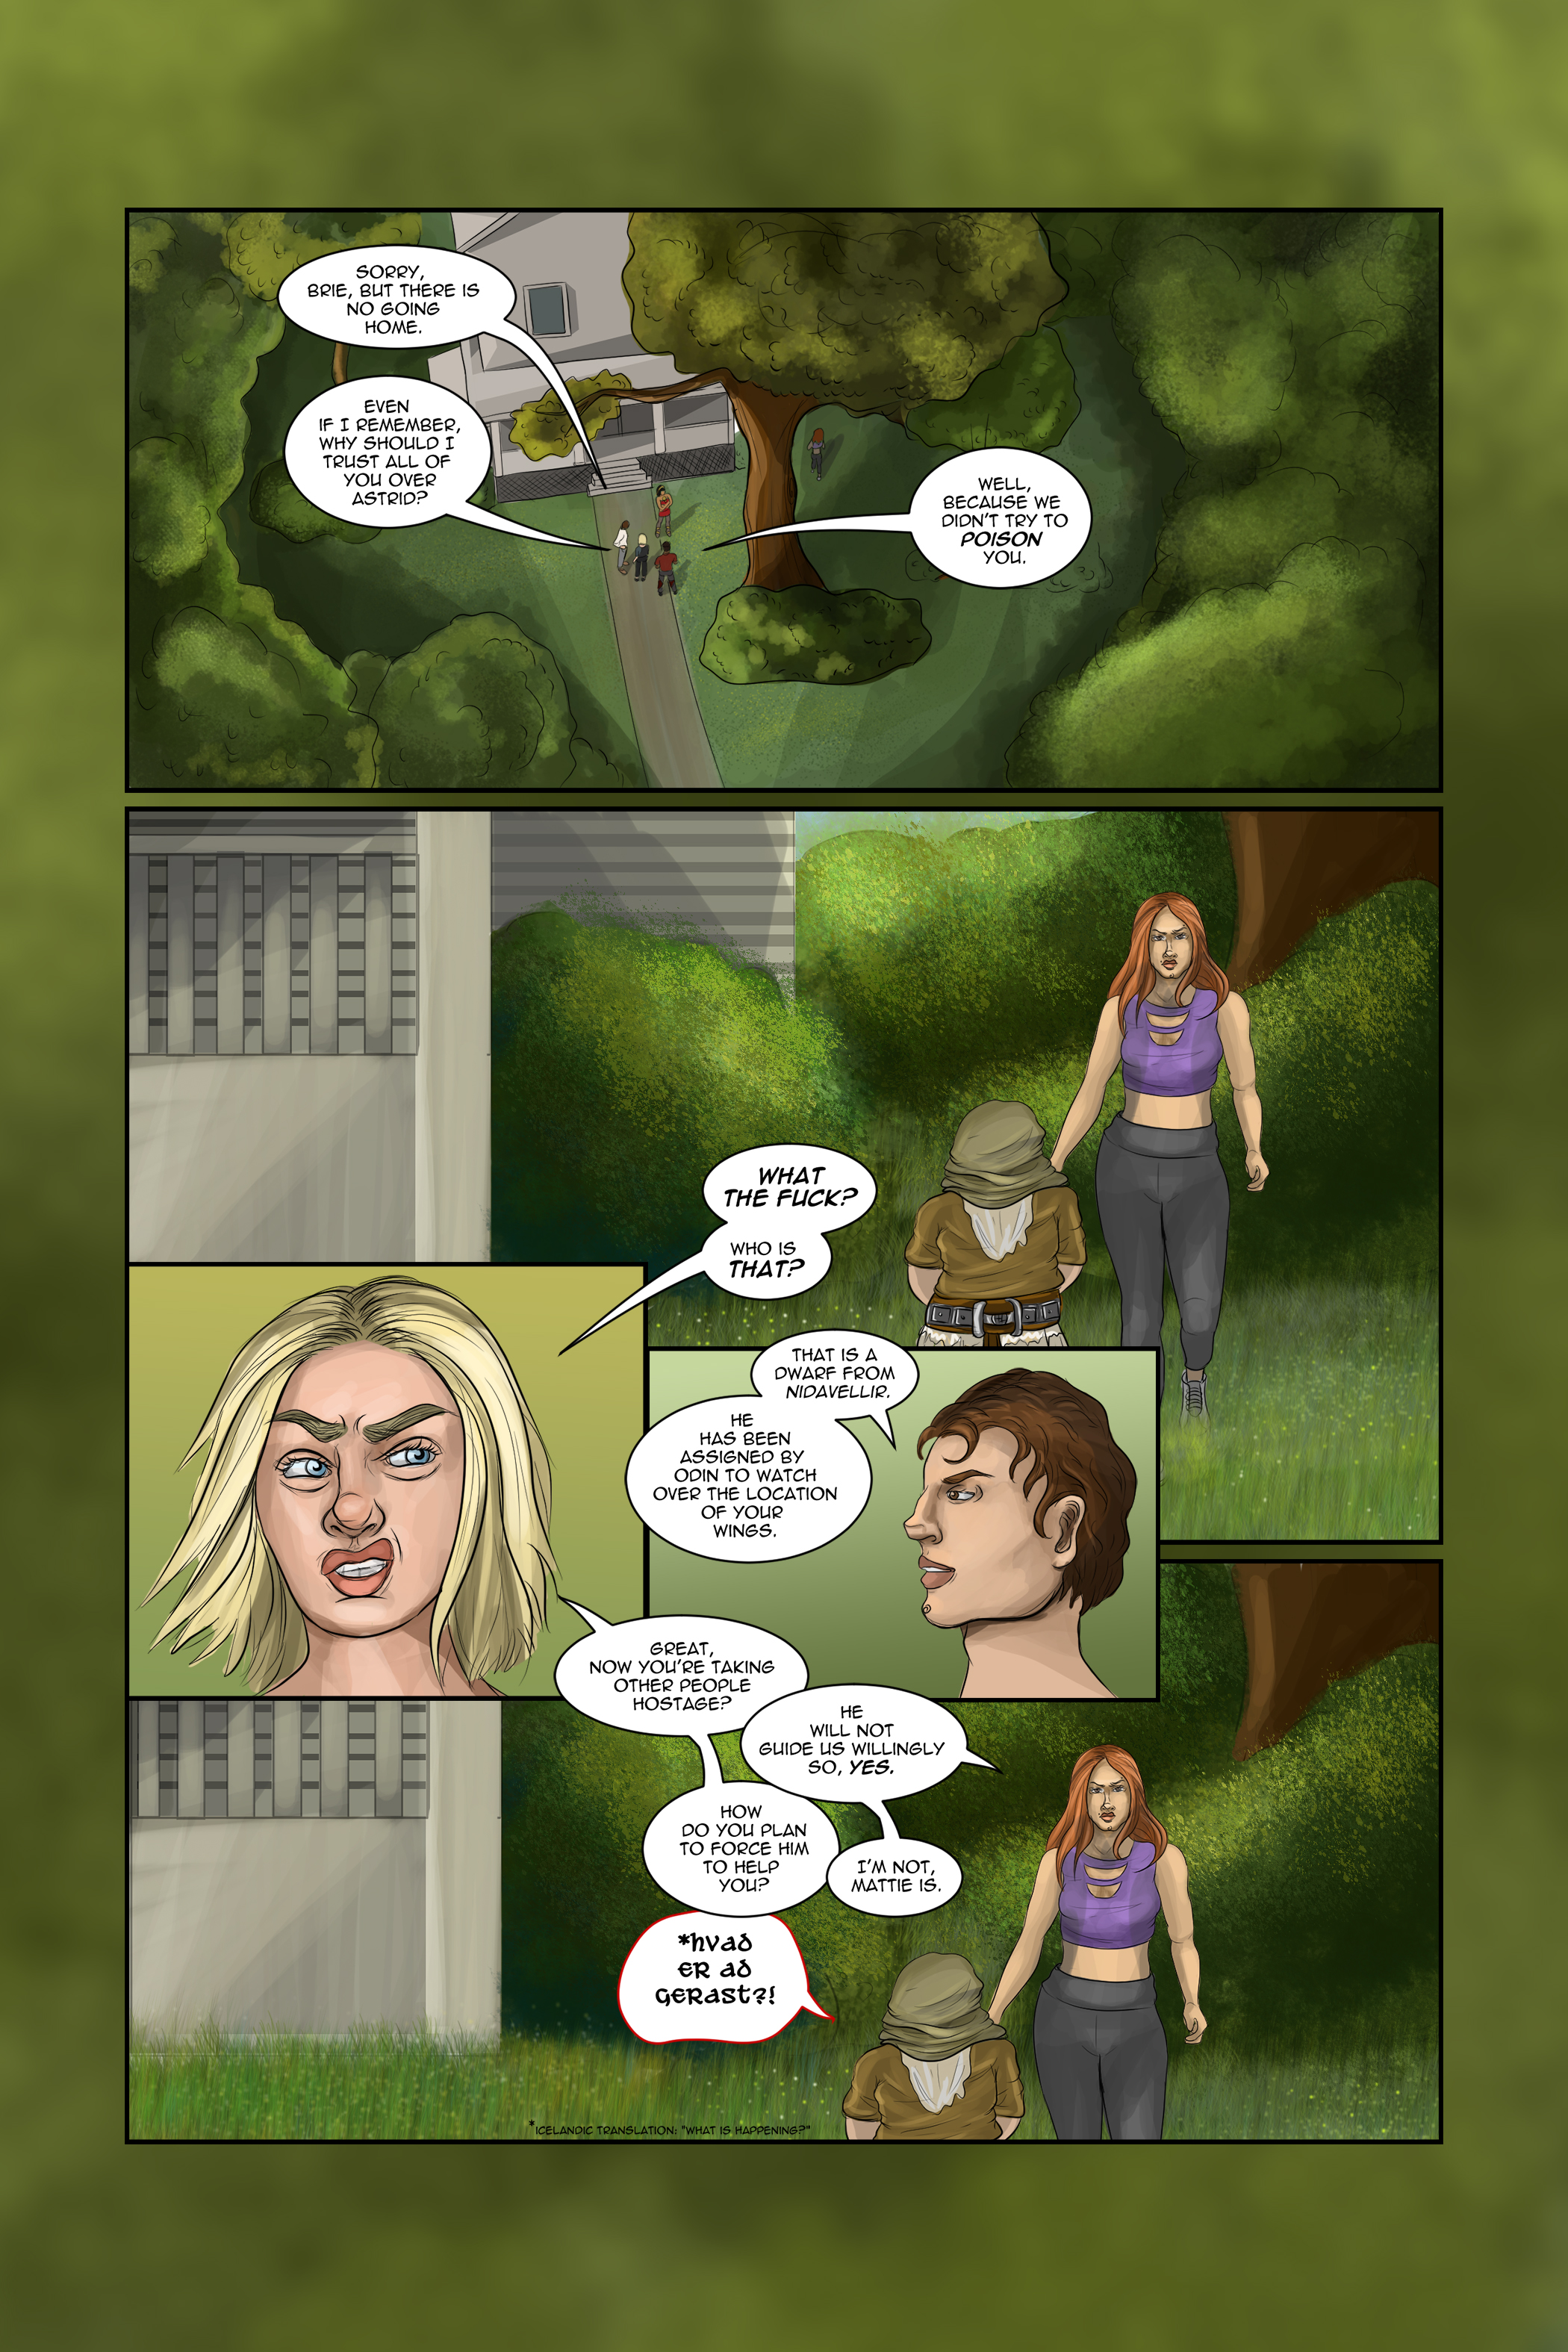 SORRY,
BRIE, BUT THERE IS
NO GOING
HOME.
EVEN
IF I REMEMBER,
WHY SHOULD I
TRUST ALL OF
YOU OVER
ASTRID?
WELL,
BECAUSE WE
DIDN'T TRY TO
POISON
YOU.
WHAT
THE FUCK?
WHO IS
THAT?
THAT IS A
DWARF FROM
NIDAVELLIR.
HE
HAS BEEN
ASSIGNED BY
ODIN TO WATCH
OVER THE LOCATION
OF YOUR
WINGS.
GREAT,
NOW YOU'RE TAKING
OTHER PEOPLE
HOSTAGE?
HE
WILL NOT
GUIDE US WILLINGLY
SO, YES.
HOW
DO YOU PLAN
TO FORCE HIM
TO HELP
YOU?
I'M NOT,
MATTIE IS.
*HVAÐ
ER AÐ
GERAST?!
*ICELANDIC TRANSLATION: "WHAT IS HAPPENING?"